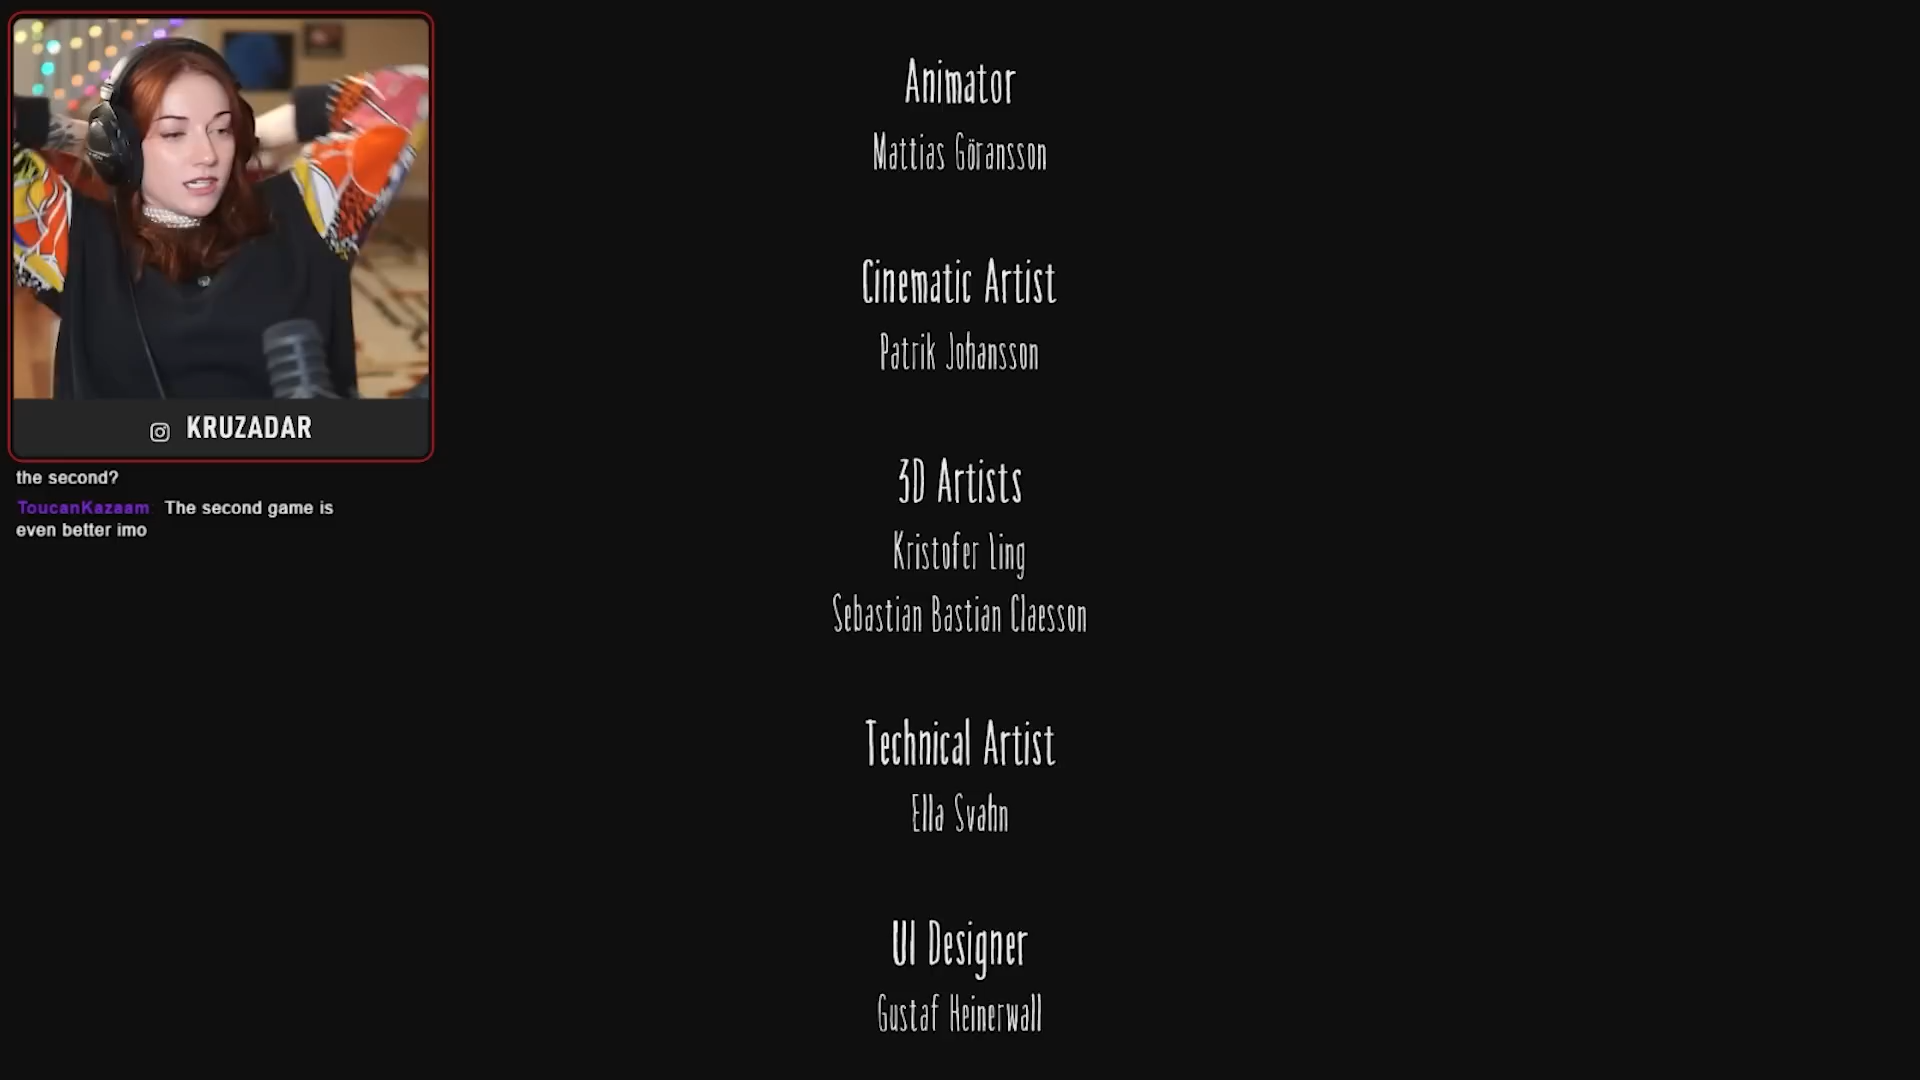 KRUZADAR
the second?
ToucanKazaam The second game is
even better imo
Animator
Mattias Göransson
Cinematic Artist
Patrik Johansson
3D Artists
Kristofer Ling
Sebastian Bastian Claesson
Technical Artist
Ella Svahn
UI Designer
Gustaf Heinerwall